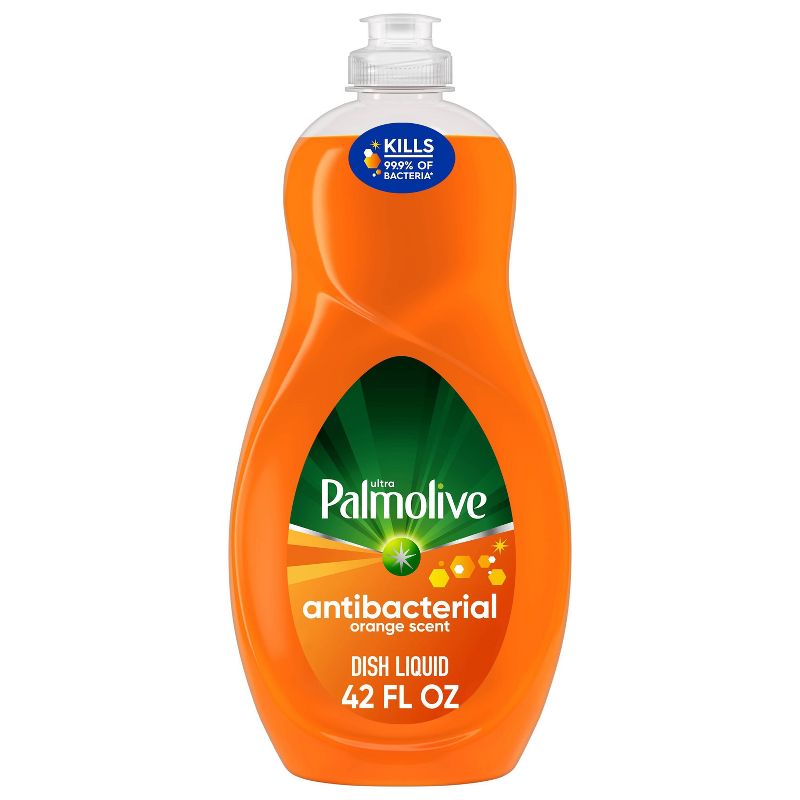 KILLS
99.9% OF
BACTERIA*
ultra
Palmolive
antibacterial
orange scent
DISH LIQUID
42 FL OZ